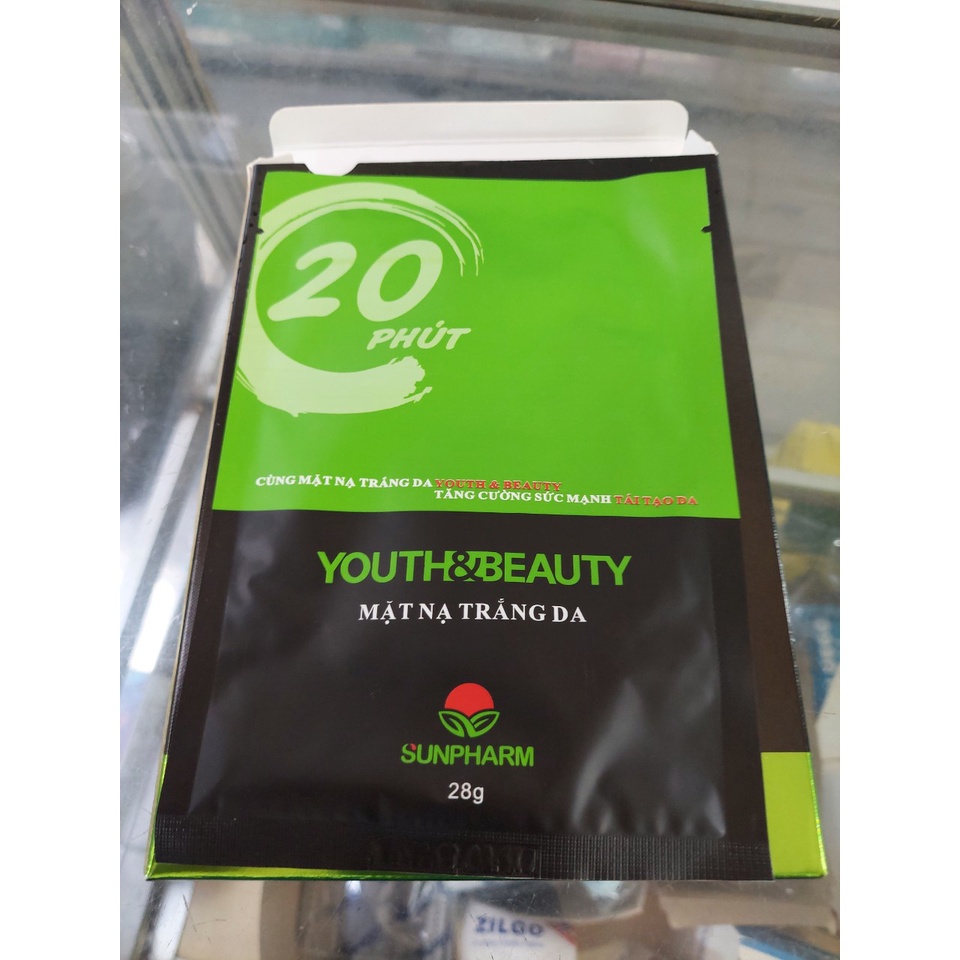 20
PHÚT
CÙNG MẶT NẠ TRẮNG DA YOUTH & BEAUTY
TĂNG CƯỜNG SỨC MẠNH TÁI TẠO DA
YOUTH&BEAUTY
MẶT NẠ TRẮNG DA
SUNPHARM
28g
ZILGO